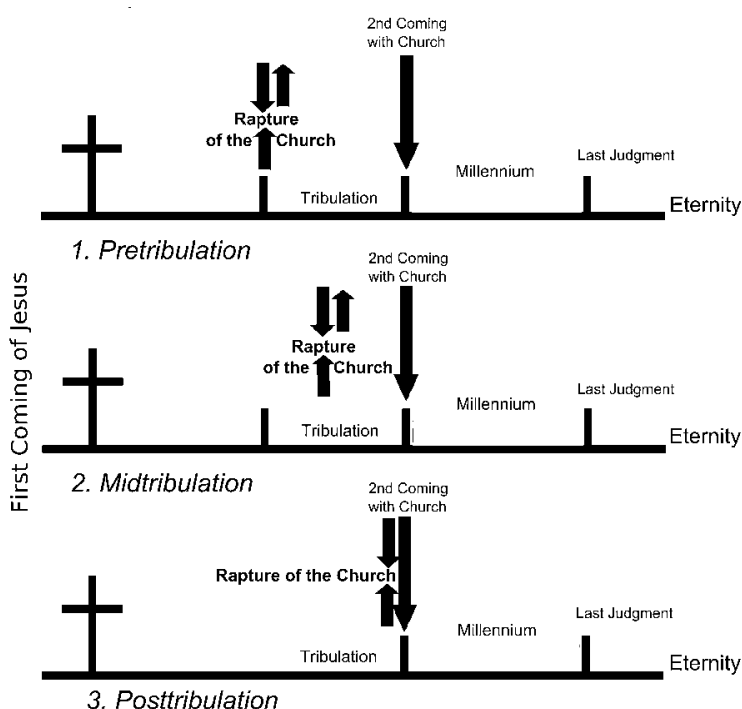 2nd Coming
with Church
Rapture
of the Church
Tribulation
Millennium
Last Judgment
Eternity
1. Pretribulation
First Coming of Jesus
2nd Coming
with Church
Rapture
of the Church
Tribulation
Millennium
Last Judgment
Eternity
2. Midtribulation
2nd Coming
with Church
Rapture of the Church
Tribulation
Millennium
Last Judgment
Eternity
3. Posttribulation